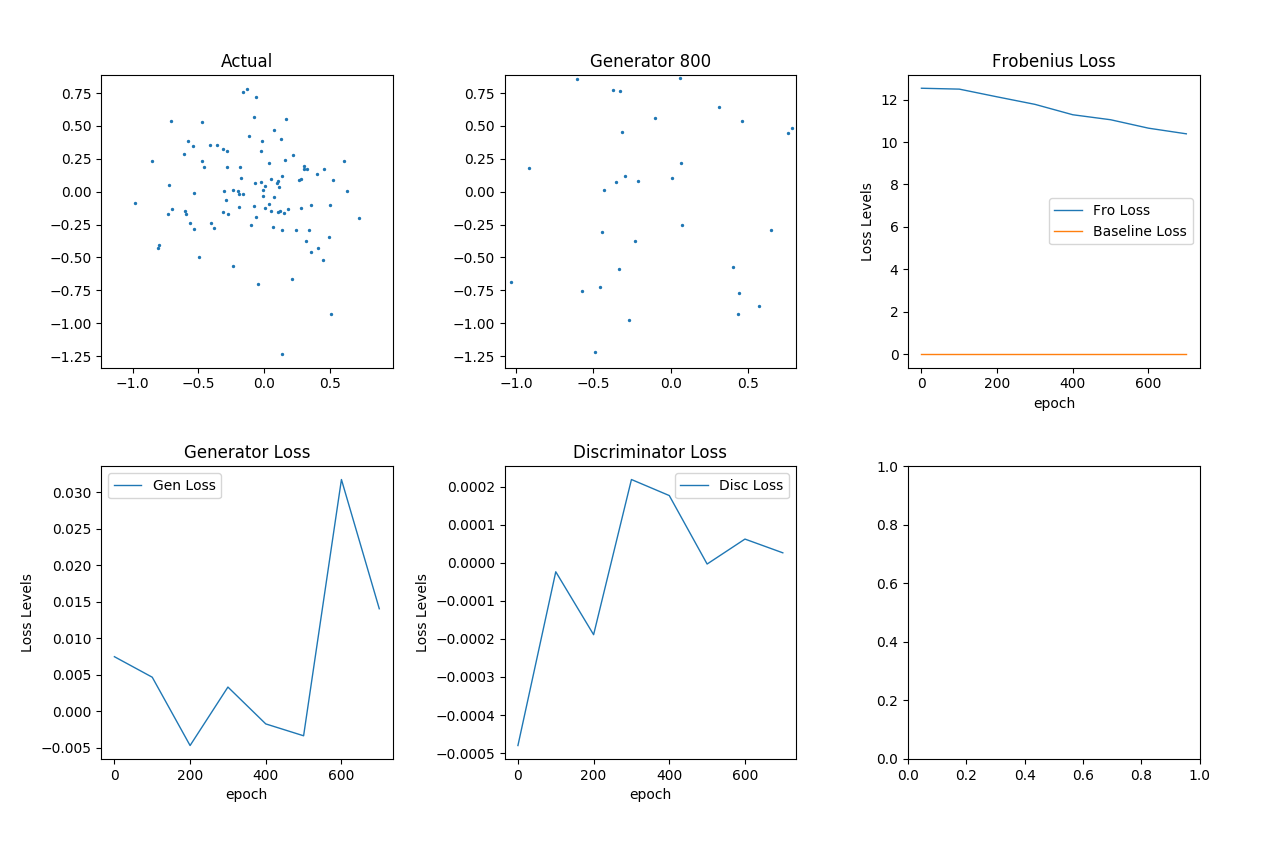 Actual
0.75
0.50
0.25
0.00
−0.25
−0.50
−0.75
−1.00
−1.25
−1.0 −0.5 0.0 0.5
Generator 800
0.75
0.50
0.25
0.00
−0.25
−0.50
−0.75
−1.00
−1.25
−1.0 −0.5 0.0 0.5
Frobenius Loss
Loss Levels
12
10
8
6
4
2
0
Fro Loss
Baseline Loss
0 200 400 600
epoch
Generator Loss
Loss Levels
Gen Loss
0.030
0.025
0.020
0.015
0.010
0.005
0.000
−0.005
0 200 400 600
epoch
Discriminator Loss
Loss Levels
Disc Loss
0.0002
0.0001
0.0000
−0.0001
−0.0002
−0.0003
−0.0004
−0.0005
0 200 400 600
epoch
1.0
0.8
0.6
0.4
0.2
0.0
0.0 0.2 0.4 0.6 0.8 1.0